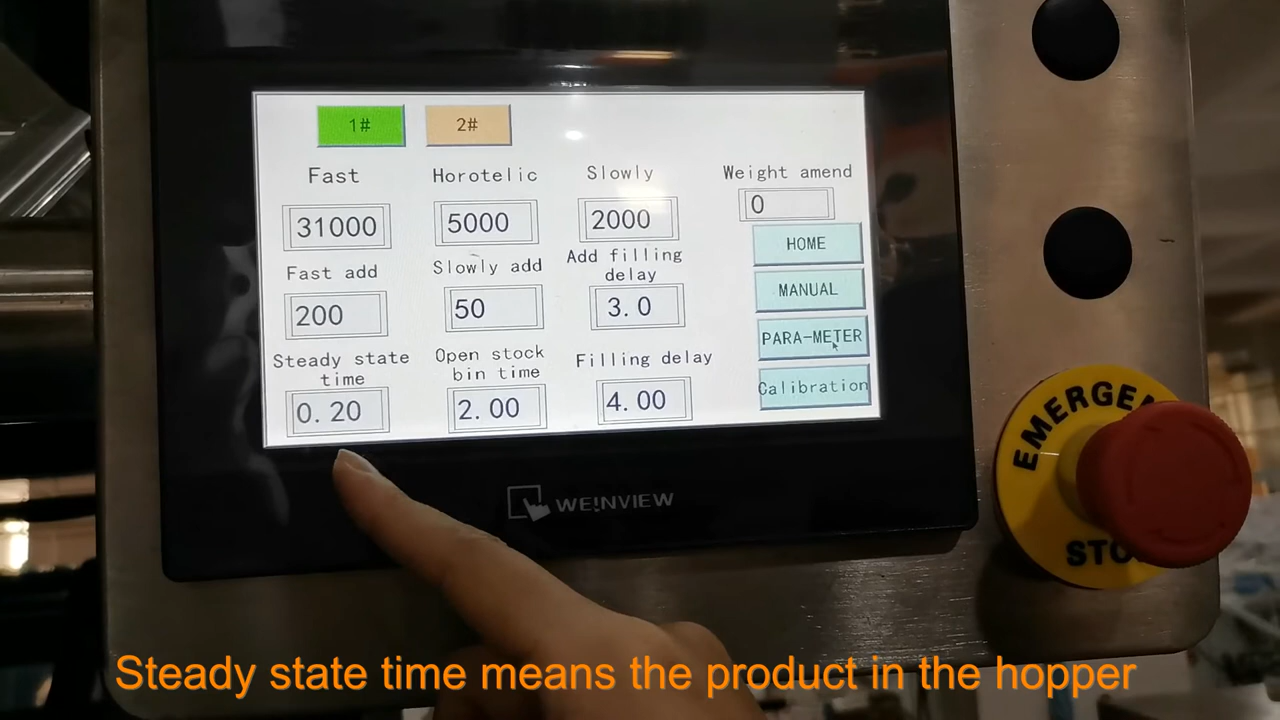 1# 2#
Fast Horotelic Slowly Weight amend
31000 5000 2000 0
HOME
Fast add Slowly add Add filling
delay
200 50 3.0 MANUAL
PARA-METER
Steady state
time Open stock
bin time Filling delay
Calibration
0.20 2.00 4.00
WEINVIEW
EMERGEN
STO
Steady state time means the product in the hopper